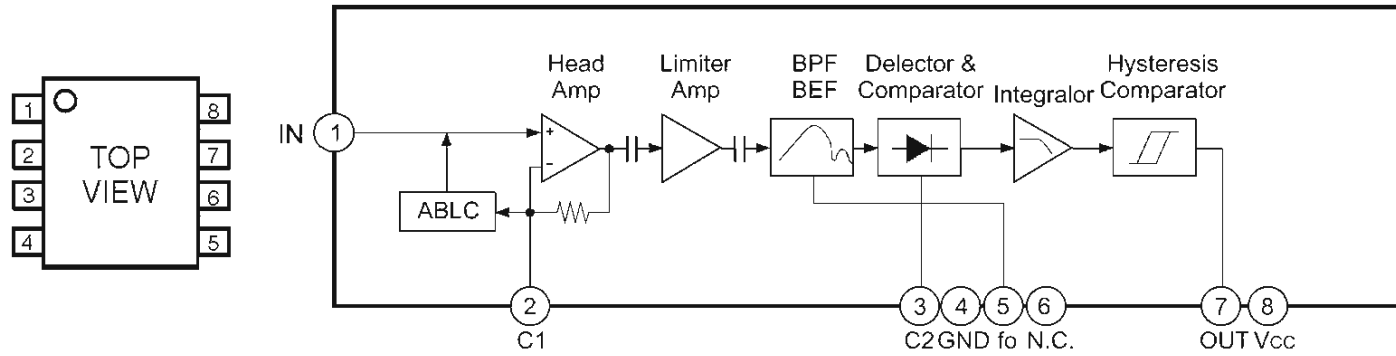 1
2
3
4
8
7
6
5
TOP
VIEW
IN
1
Head
Amp
Limiter
Amp
BPF
BEF
Delector &
Comparator
Integralor
Hysteresis
Comparator
+
−
ABLC
2
3
4
5
6
7
8
C1
C2 GND fo N.C.
OUT Vcc